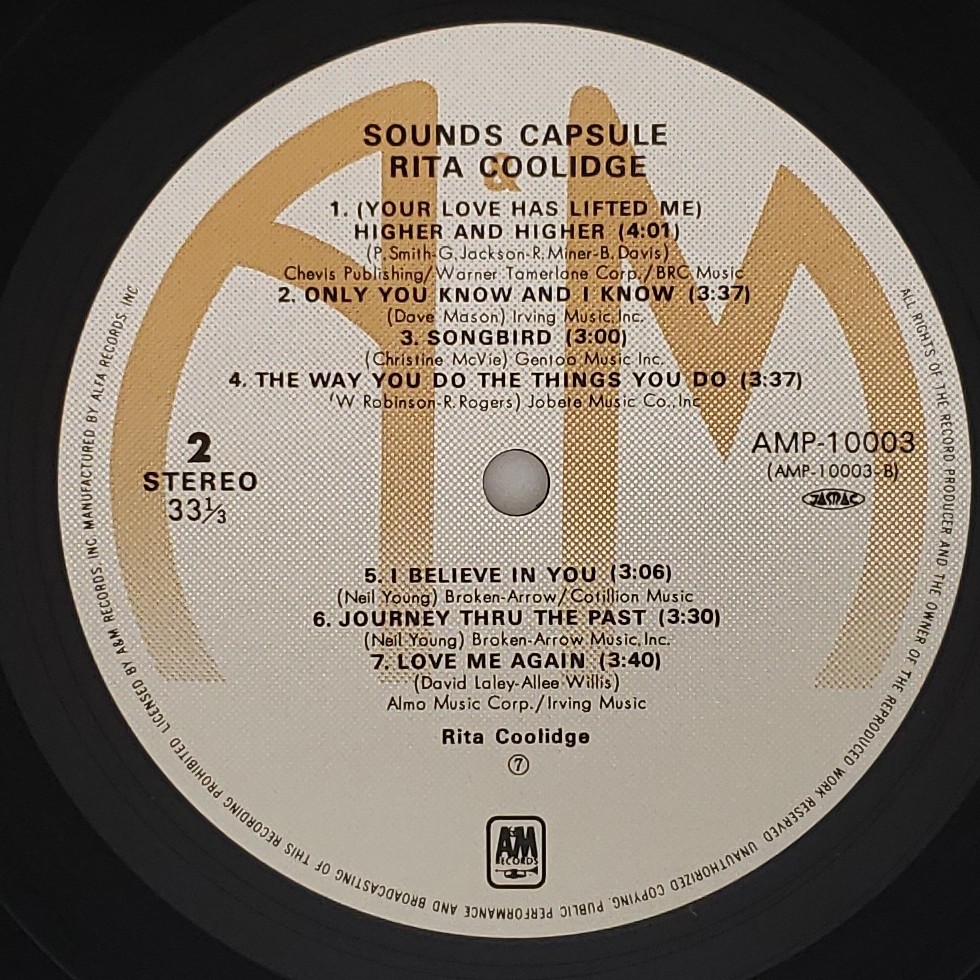 SOUNDS CAPSULE
RITA COOLIDGE
&
1. (YOUR LOVE HAS LIFTED ME)
HIGHER AND HIGHER (4:01)
(P. Smith-G. Jackson-R. Miner-B. Davis)
Chevis Publishing/Warner Tamerlane Corp./BRC Music
2. ONLY YOU KNOW AND I KNOW (3:37)
(Dave Mason) Irving Music, Inc.
3. SONGBIRD (3:00)
(Christine McVie) Gentoo Music Inc.
4. THE WAY YOU DO THE THINGS YOU DO (3:37)
(W Robinson-R. Rogers) Jobete Music Co., Inc
2
STEREO
33⅓
AMP-10003
(AMP-10003-B)
JASRAC
5. I BELIEVE IN YOU (3:06)
(Neil Young) Broken-Arrow/Cotillion Music
6. JOURNEY THRU THE PAST (3:30)
(Neil Young) Broken-Arrow Music, Inc.
7. LOVE ME AGAIN (3:40)
(David Laley-Allee Willis)
Almo Music Corp./Irving Music
Rita Coolidge
⑦
A&M
RECORDS
ALL RIGHTS OF THE RECORD PRODUCER AND THE OWNER OF THE REPRODUCED WORK RESERVED UNAUTHORIZED COPYING, PUBLIC PERFORMANCE AND BROADCASTING OF THIS RECORDING PROHIBITED LICENSED BY A&M RECORDS INC. MANUFACTURED BY ALFA RECORDS INC